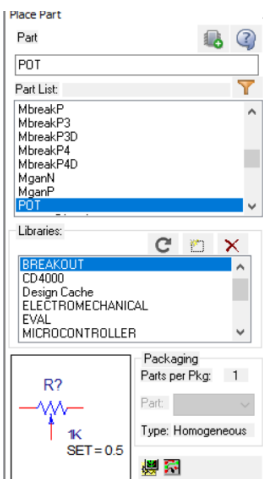 Place Part
Part
POT
Part List:
MbreakP
MbreakP3
MbreakP3D
MbreakP4
MbreakP4D
MganN
MganP
POT
Libraries:
BREAKOUT
CD4000
Design Cache
ELECTROMECHANICAL
EVAL
MICROCONTROLLER
Packaging
Parts per Pkg: 1
Part:
Type: Homogeneous
R?
1K
SET = 0.5